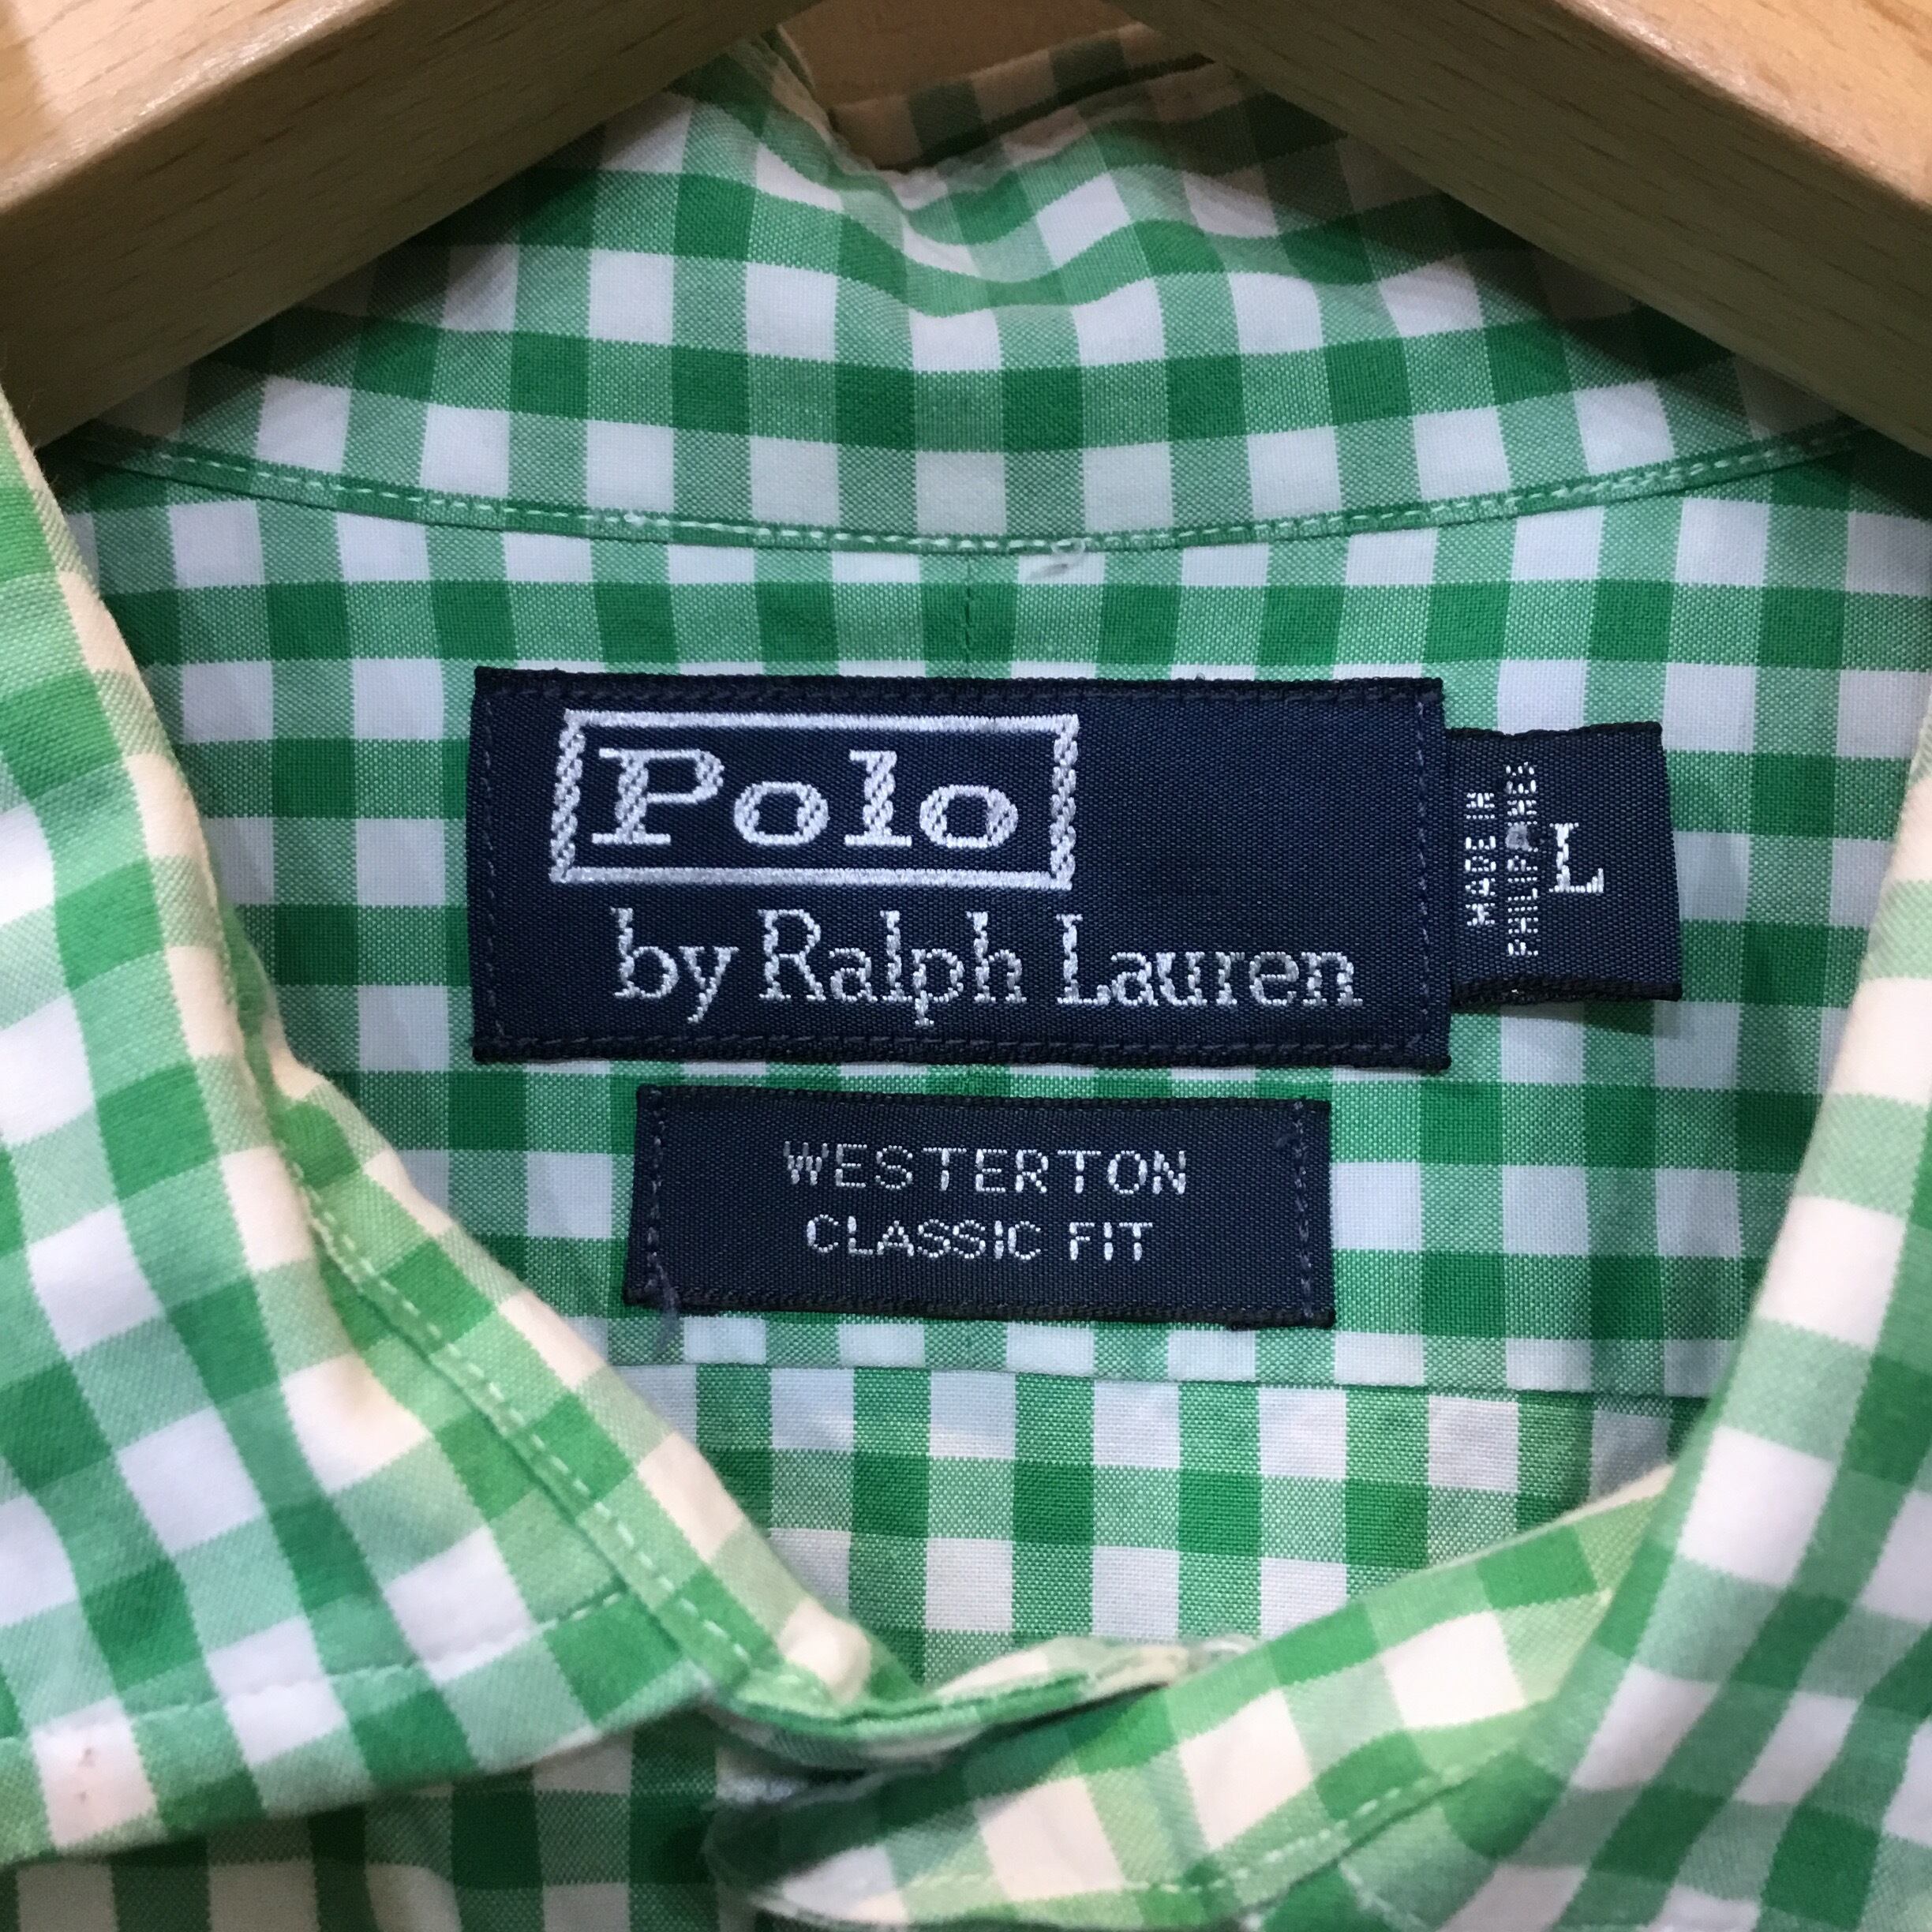 Polo
by Ralph Lauren
MADE IN
PHILIPPINES
L
WESTERTON
CLASSIC FIT